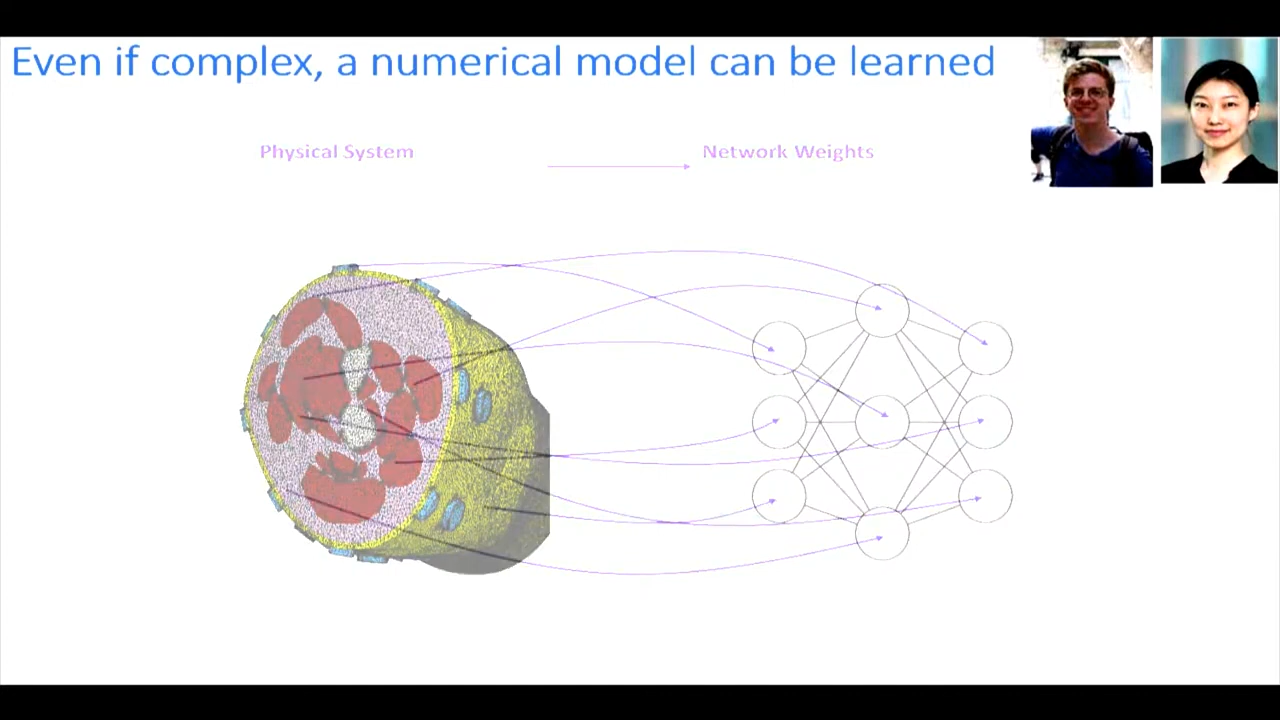 Even if complex, a numerical model can be learned
Physical System
Network Weights